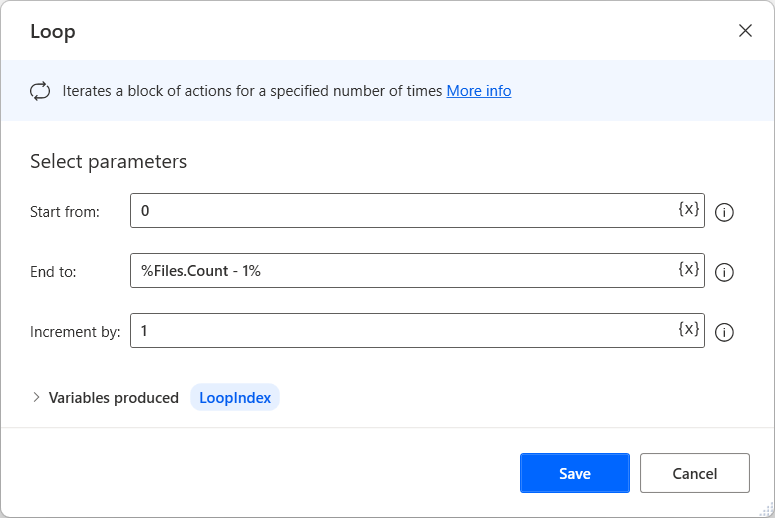 Loop
Iterates a block of actions for a specified number of times More info
Select parameters
Start from: 0 {x}
End to: %Files.Count - 1% {x}
Increment by: 1 {x}
Variables produced LoopIndex
Save Cancel